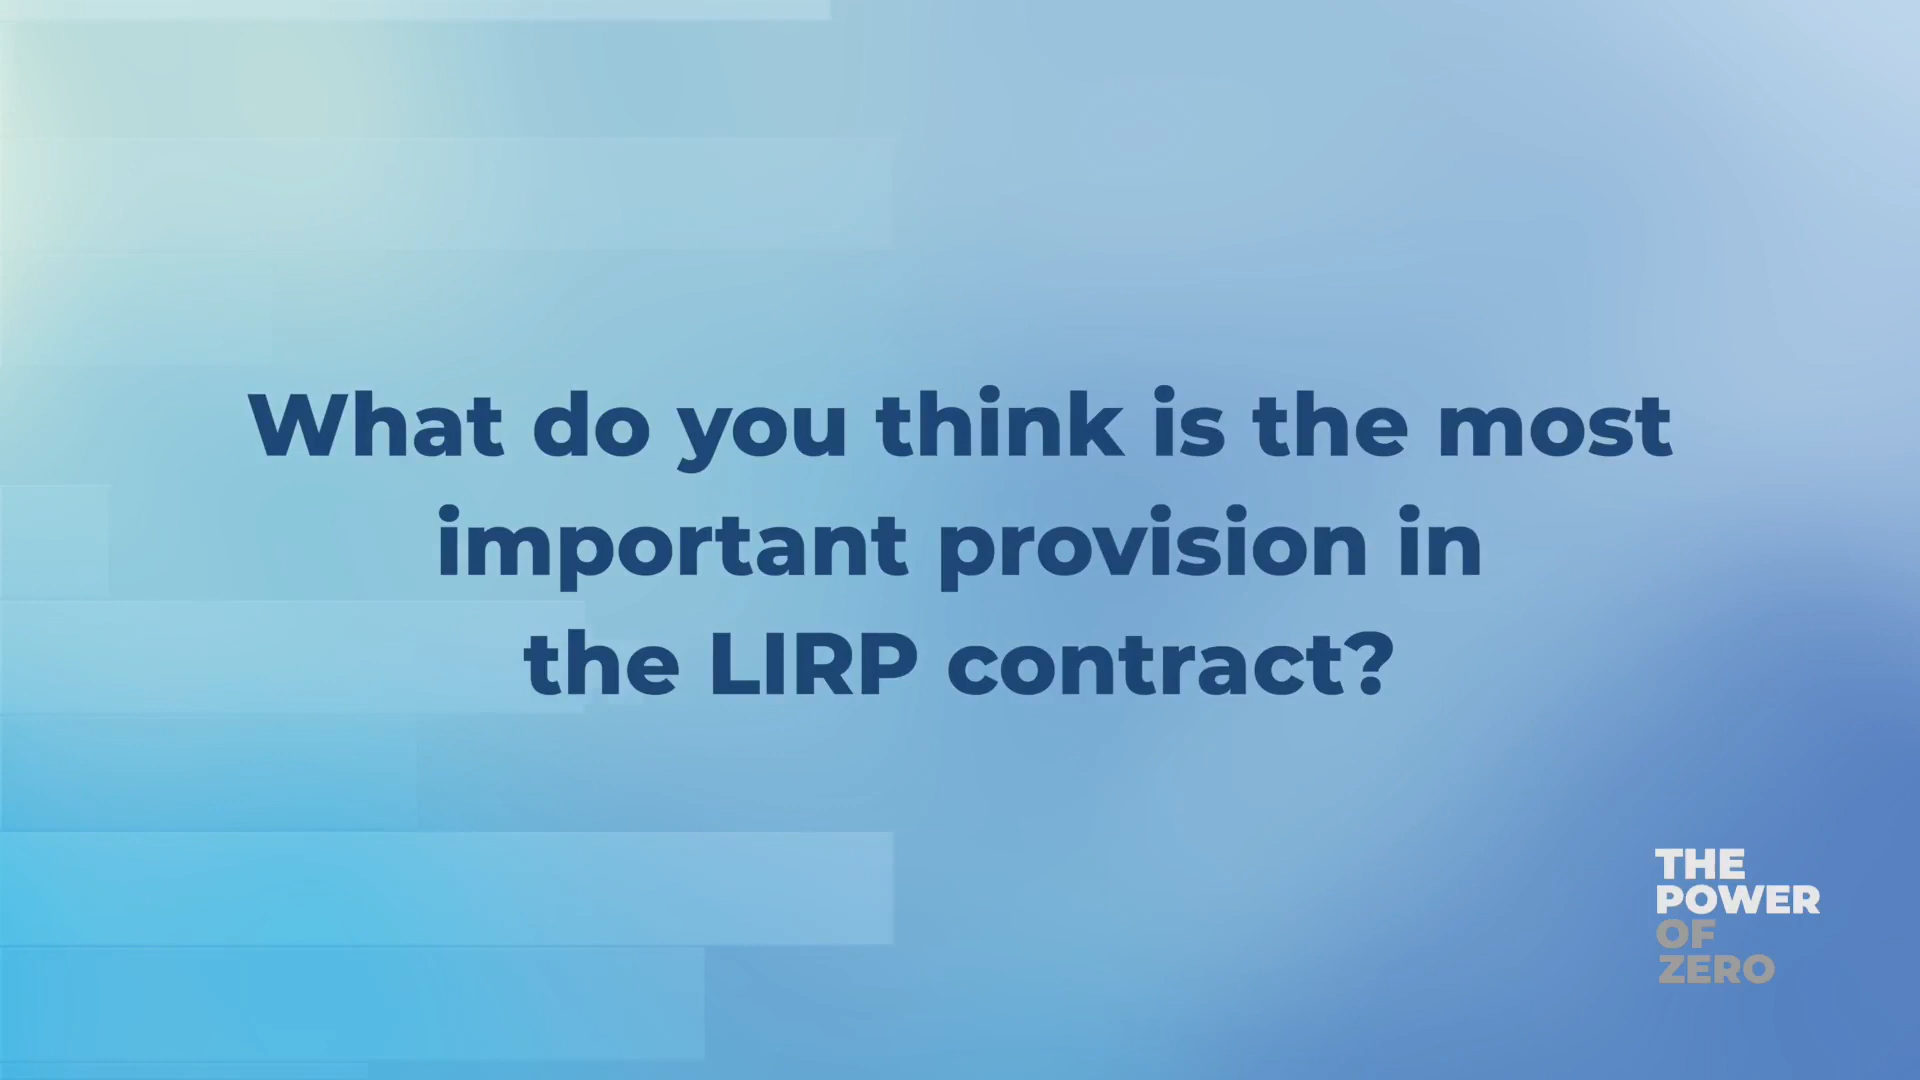 What do you think is the most
important provision in
the LIRP contract?
THE
POWER
OF
ZERO